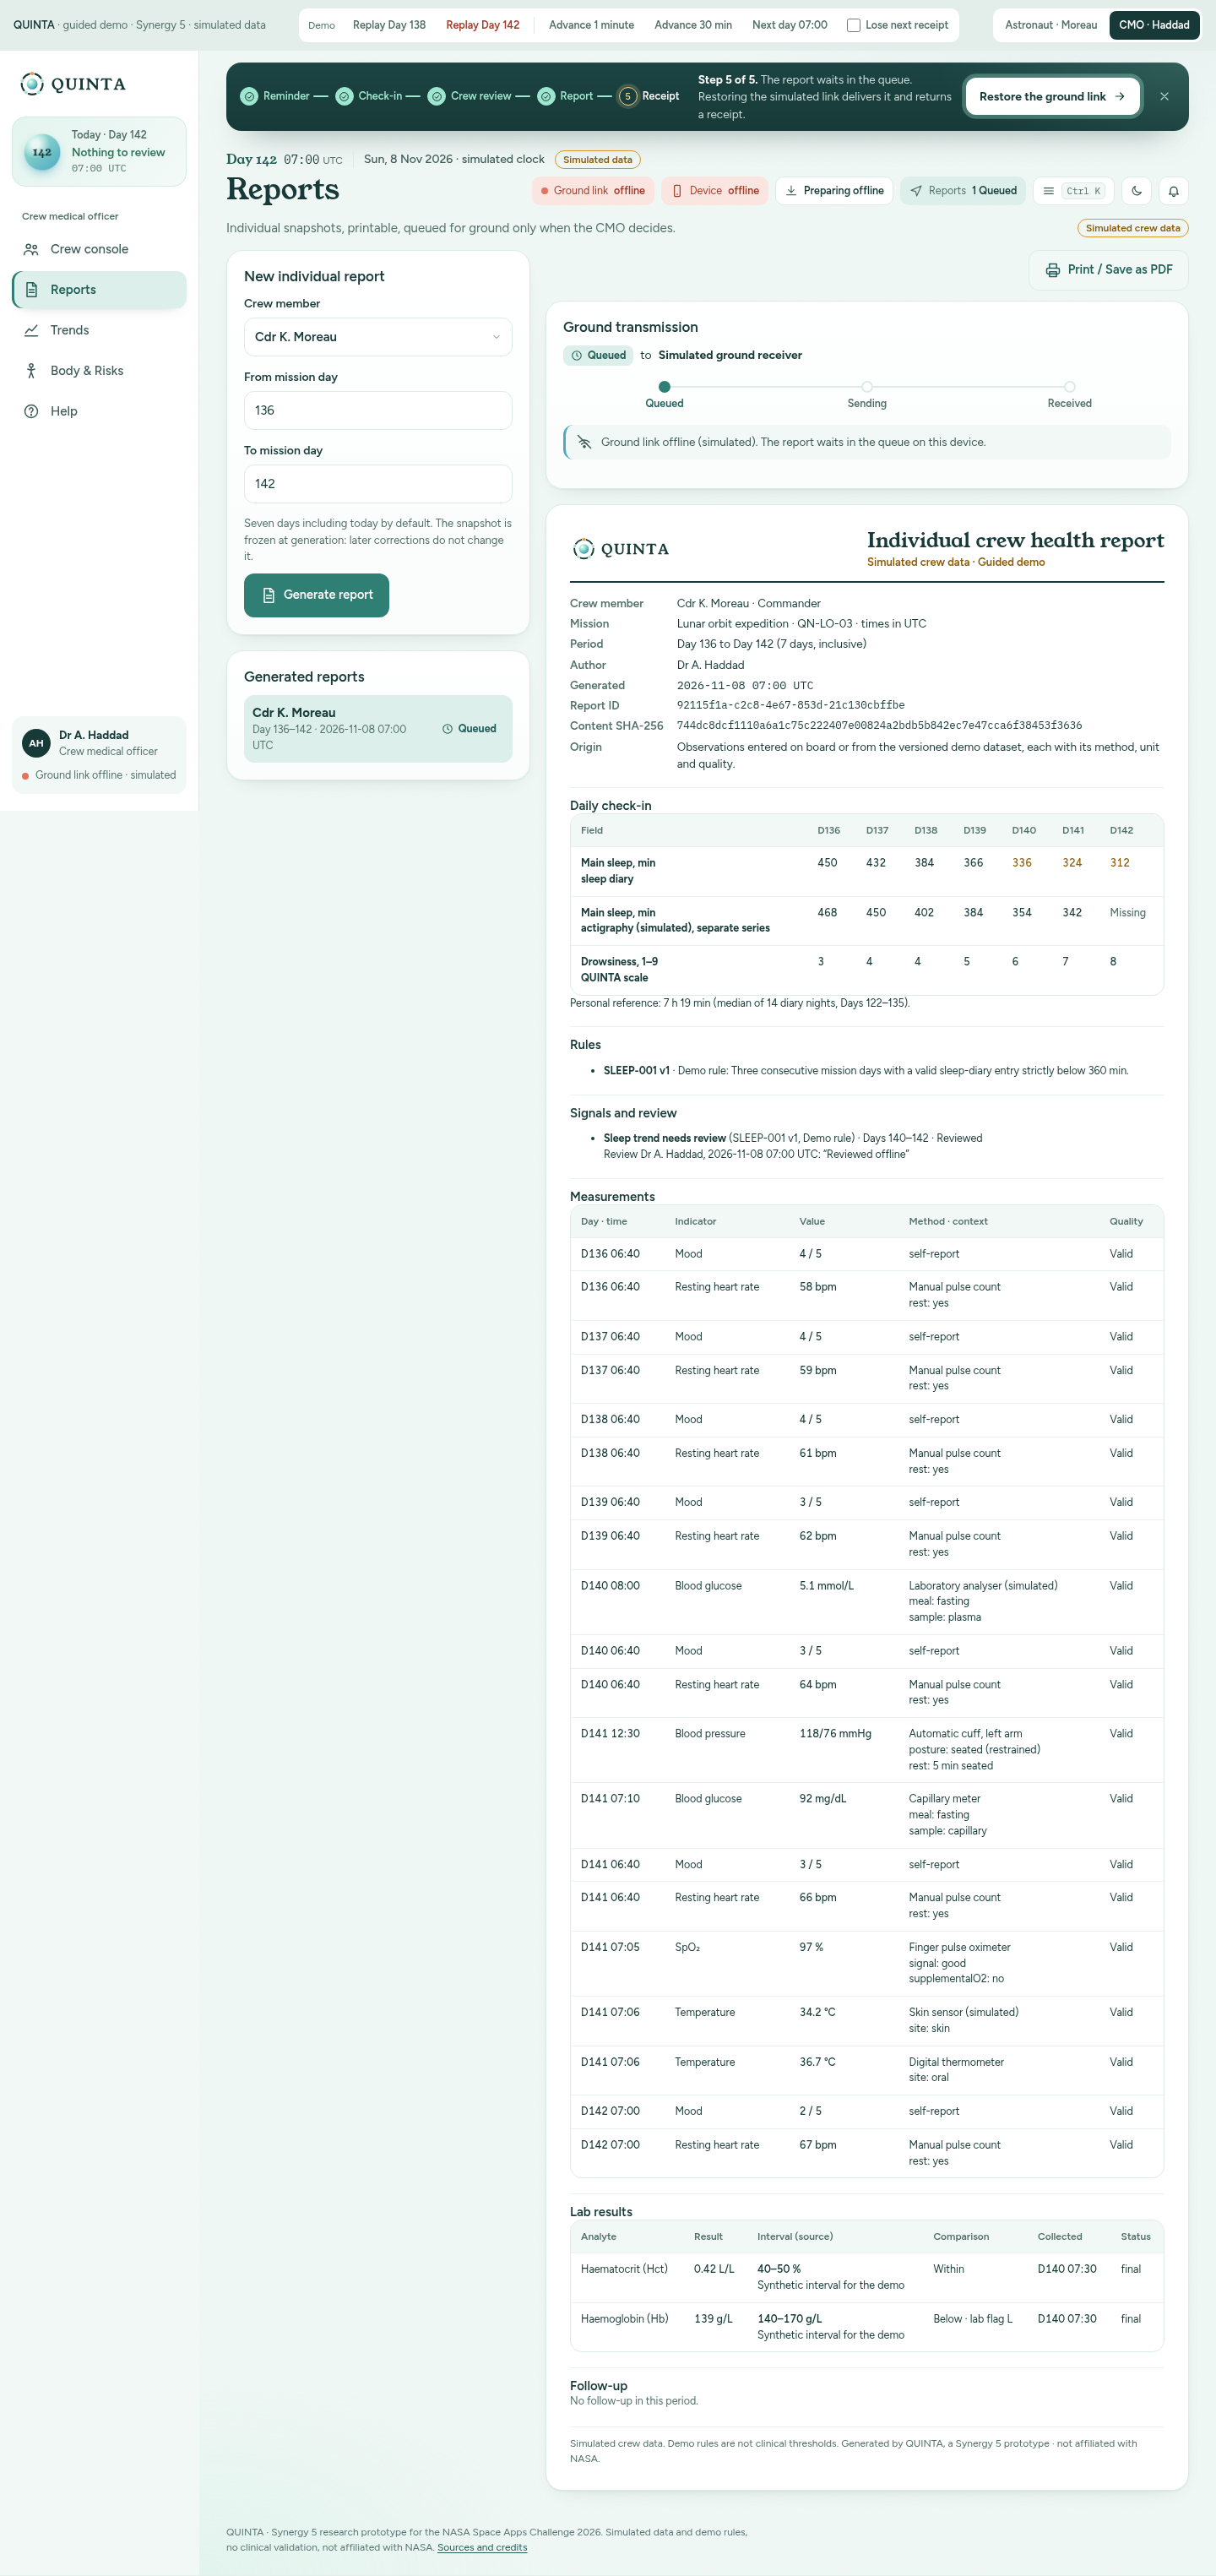 QUINTA · guided demo · Synergy 5 · simulated data
Demo
Replay Day 138
Replay Day 142
Advance 1 minute
Advance 30 min
Next day 07:00
Lose next receipt
Astronaut · Moreau
CMO · Haddad
QUINTA
142
Today · Day 142
Nothing to review
07:00 UTC
Crew medical officer
Crew console
Reports
Trends
Body & Risks
Help
AH
Dr A. Haddad
Crew medical officer
Ground link offline · simulated
Reminder
Check-in
Crew review
Report
5
Receipt
Step 5 of 5. The report waits in the queue.
Restoring the simulated link delivers it and returns
a receipt.
Restore the ground link
Day 142 07:00 UTC
Sun, 8 Nov 2026 · simulated clock
Simulated data
Reports
Ground link offline
Device offline
Preparing offline
Reports 1 Queued
Ctrl K
Individual snapshots, printable, queued for ground only when the CMO decides.
Simulated crew data
New individual report
Crew member
Cdr K. Moreau
From mission day
136
To mission day
142
Seven days including today by default. The snapshot is
frozen at generation: later corrections do not change
it.
Generate report
Generated reports
Cdr K. Moreau
Day 136–142 · 2026-11-08 07:00
UTC
Queued
Print / Save as PDF
Ground transmission
Queued to Simulated ground receiver
Queued
Sending
Received
Ground link offline (simulated). The report waits in the queue on this device.
QUINTA
Individual crew health report
Simulated crew data · Guided demo
Crew member Cdr K. Moreau · Commander
Mission Lunar orbit expedition · QN-LO-03 · times in UTC
Period Day 136 to Day 142 (7 days, inclusive)
Author Dr A. Haddad
Generated 2026-11-08 07:00 UTC
Report ID 92115f1a-c2c8-4e67-853d-21c130cbffbe
Content SHA-256 744dc8dcf1110a6a1c75c222407e00824a2bdb5b842ec7e47cca6f38453f3636
Origin Observations entered on board or from the versioned demo dataset, each with its method, unit
and quality.
Daily check-in
Field D136 D137 D138 D139 D140 D141 D142
Main sleep, min 450 432 384 366 336 324 312
sleep diary
Main sleep, min 468 450 402 384 354 342 Missing
actigraphy (simulated), separate series
Drowsiness, 1–9 3 4 4 5 6 7 8
QUINTA scale
Personal reference: 7 h 19 min (median of 14 diary nights, Days 122–135).
Rules
• SLEEP-001 v1 · Demo rule: Three consecutive mission days with a valid sleep-diary entry strictly below 360 min.
Signals and review
• Sleep trend needs review (SLEEP-001 v1, Demo rule) · Days 140–142 · Reviewed
Review Dr A. Haddad, 2026-11-08 07:00 UTC: “Reviewed offline”
Measurements
Day · time Indicator Value Method · context Quality
D136 06:40 Mood 4 / 5 self-report Valid
D136 06:40 Resting heart rate 58 bpm Manual pulse count Valid
rest: yes
D137 06:40 Mood 4 / 5 self-report Valid
D137 06:40 Resting heart rate 59 bpm Manual pulse count Valid
rest: yes
D138 06:40 Mood 4 / 5 self-report Valid
D138 06:40 Resting heart rate 61 bpm Manual pulse count Valid
rest: yes
D139 06:40 Mood 3 / 5 self-report Valid
D139 06:40 Resting heart rate 62 bpm Manual pulse count Valid
rest: yes
D140 08:00 Blood glucose 5.1 mmol/L Laboratory analyser (simulated) Valid
meal: fasting
sample: plasma
D140 06:40 Mood 3 / 5 self-report Valid
D140 06:40 Resting heart rate 64 bpm Manual pulse count Valid
rest: yes
D141 12:30 Blood pressure 118/76 mmHg Automatic cuff, left arm Valid
posture: seated (restrained)
rest: 5 min seated
D141 07:10 Blood glucose 92 mg/dL Capillary meter Valid
meal: fasting
sample: capillary
D141 06:40 Mood 3 / 5 self-report Valid
D141 06:40 Resting heart rate 66 bpm Manual pulse count Valid
rest: yes
D141 07:05 SpO₂ 97 % Finger pulse oximeter Valid
signal: good
supplementalO2: no
D141 07:06 Temperature 34.2 °C Skin sensor (simulated) Valid
site: skin
D141 07:06 Temperature 36.7 °C Digital thermometer Valid
site: oral
D142 07:00 Mood 2 / 5 self-report Valid
D142 07:00 Resting heart rate 67 bpm Manual pulse count Valid
rest: yes
Lab results
Analyte Result Interval (source) Comparison Collected Status
Haematocrit (Hct) 0.42 L/L 40–50 % Within D140 07:30 final
Synthetic interval for the demo
Haemoglobin (Hb) 139 g/L 140–170 g/L Below · lab flag L D140 07:30 final
Synthetic interval for the demo
Follow-up
No follow-up in this period.
Simulated crew data. Demo rules are not clinical thresholds. Generated by QUINTA, a Synergy 5 prototype · not affiliated with
NASA.
QUINTA · Synergy 5 research prototype for the NASA Space Apps Challenge 2026. Simulated data and demo rules,
no clinical validation, not affiliated with NASA. Sources and credits